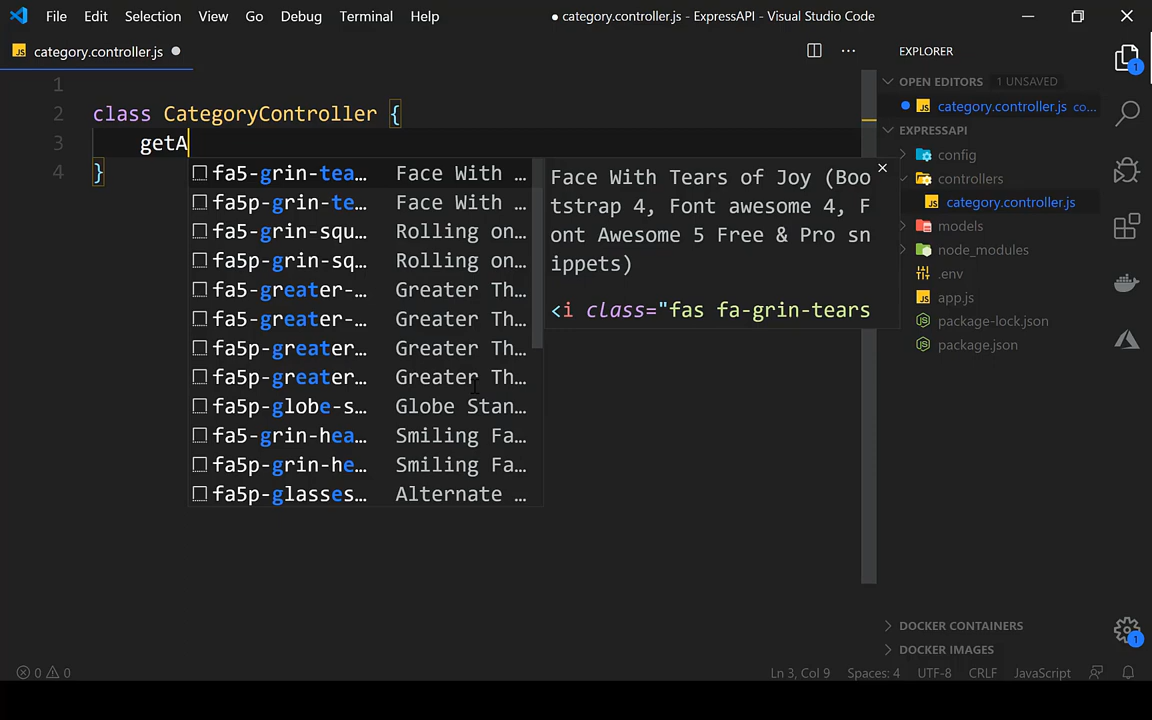 File Edit Selection View Go Debug Terminal Help
● category.controller.js - ExpressAPI - Visual Studio Code
JS category.controller.js
1
2 class CategoryController {
3 getA
4 }
fa5-grin-tea… Face With …
fa5p-grin-te… Face With …
fa5-grin-squ… Rolling on…
fa5p-grin-sq… Rolling on…
fa5-greater-… Greater Th…
fa5-greater-… Greater Th…
fa5p-greater… Greater Th…
fa5p-greater… Greater Th…
fa5p-globe-s… Globe Stan…
fa5-grin-hea… Smiling Fa…
fa5p-grin-he… Smiling Fa…
fa5p-glasses… Alternate …
Face With Tears of Joy (Boo
tstrap 4, Font awesome 4, F
ont Awesome 5 Free & Pro sn
ippets)
<i class="fas fa-grin-tears
EXPLORER
OPEN EDITORS 1 UNSAVED
JS category.controller.js co...
EXPRESSAPI
config
controllers
JS category.controller.js
models
node_modules
.env
JS app.js
package-lock.json
package.json
DOCKER CONTAINERS
DOCKER IMAGES
1
1
0 0
Ln 3, Col 9 Spaces: 4 UTF-8 CRLF JavaScript